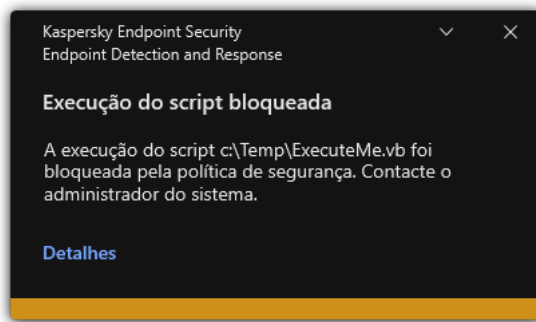 Kaspersky Endpoint Security
Endpoint Detection and Response
Execução do script bloqueada
A execução do script c:\Temp\ExecuteMe.vb foi
bloqueada pela política de segurança. Contacte o
administrador do sistema.
Detalhes